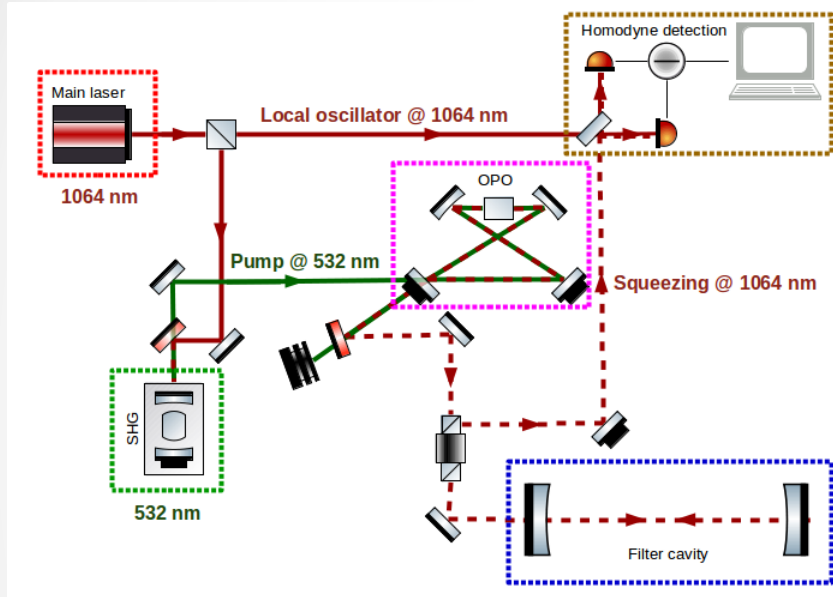 Homodyne detection
Main laser
Local oscillator @ 1064 nm
1064 nm
OPO
Pump @ 532 nm
Squeezing @ 1064 nm
SHG
532 nm
Filter cavity